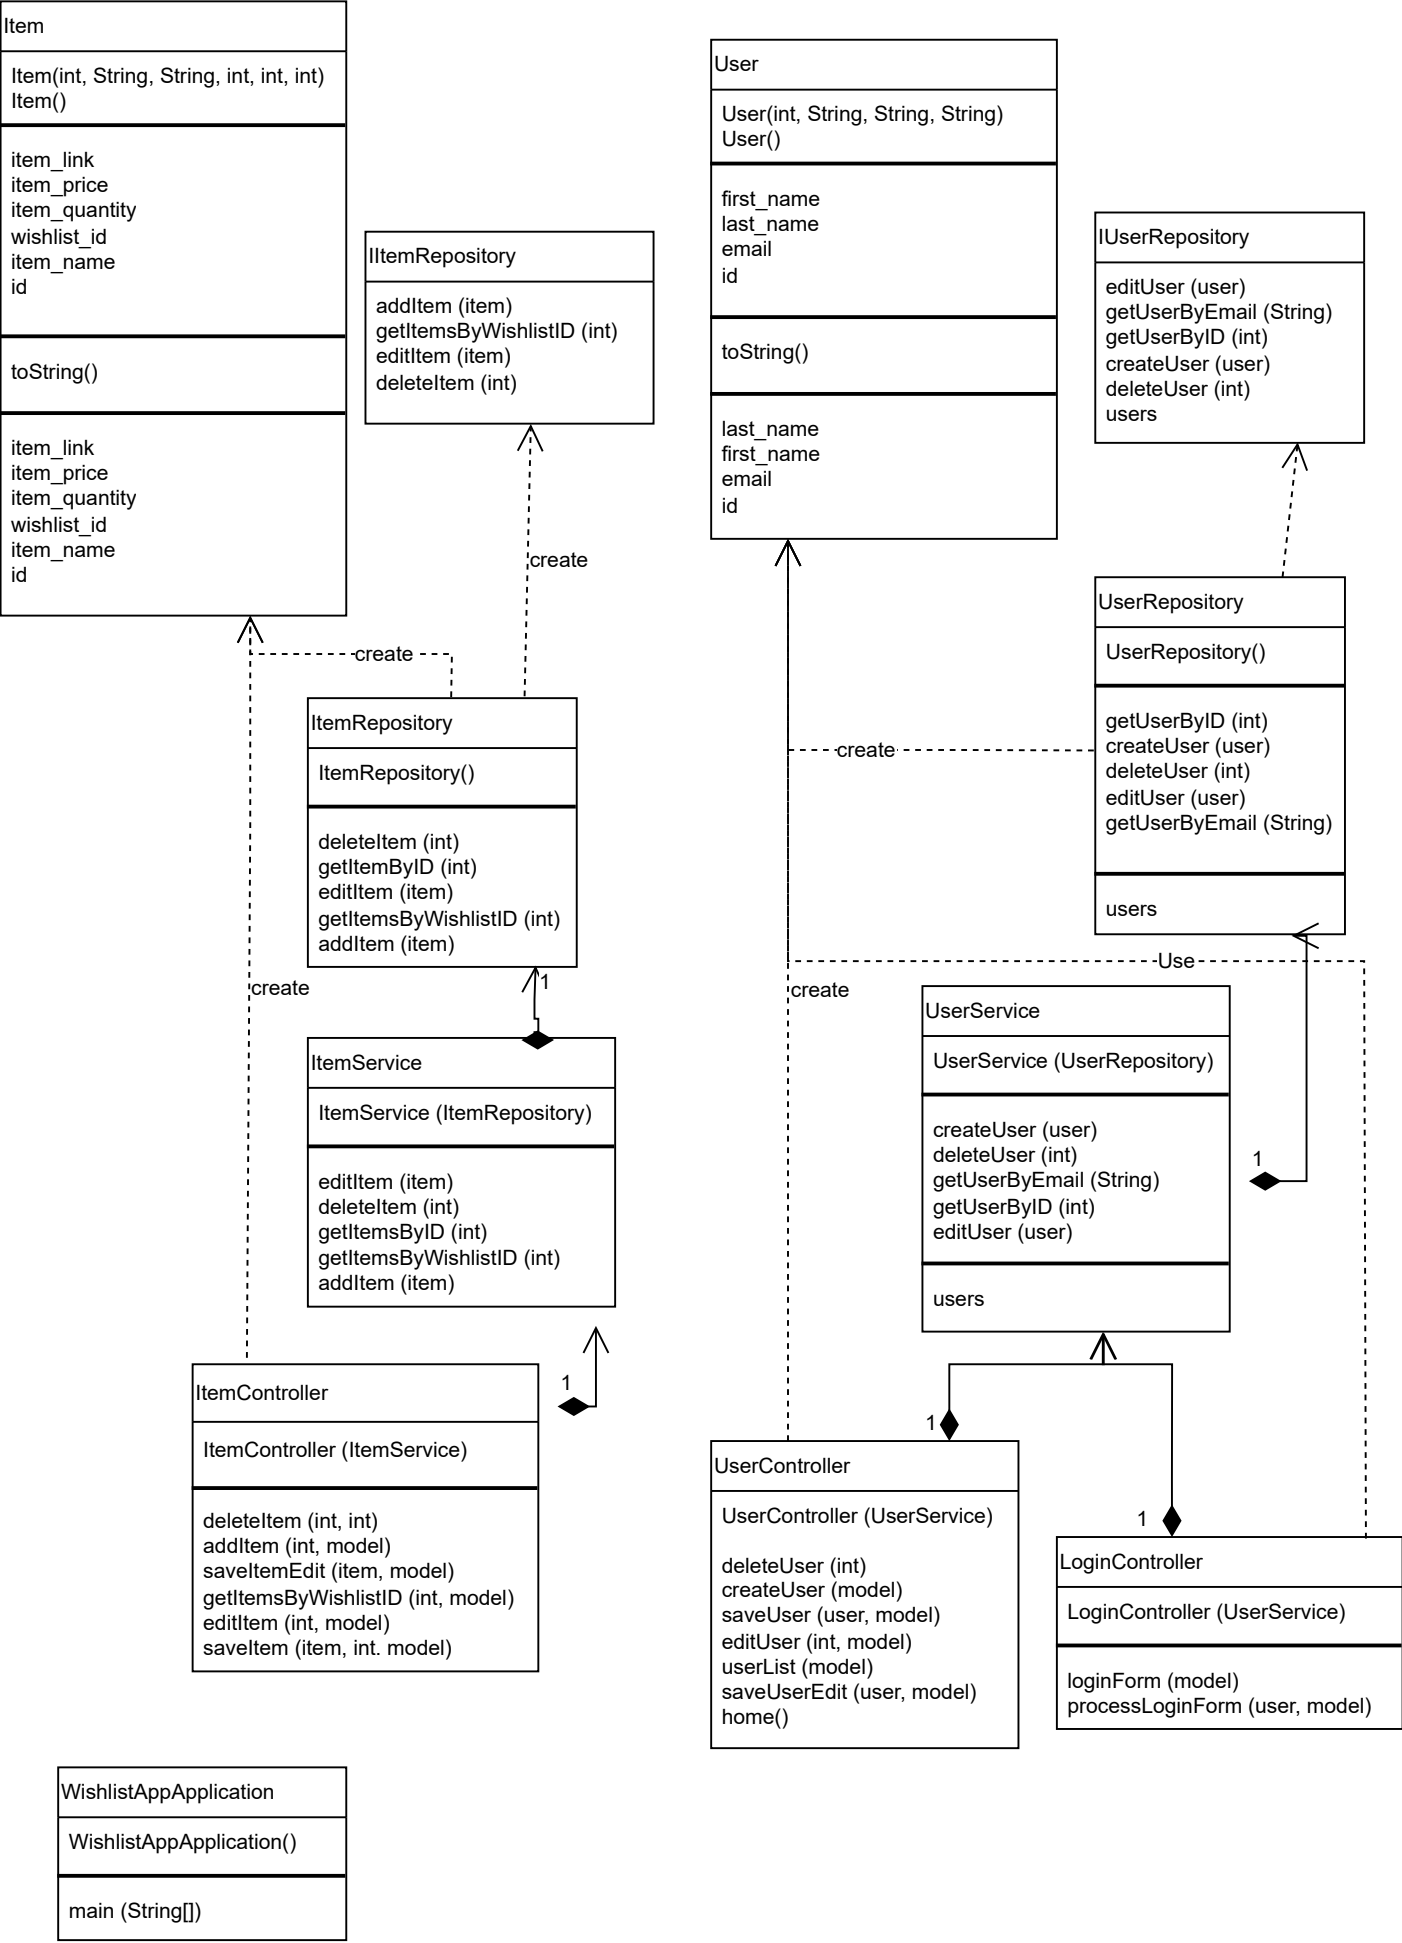 Item
Item(int, String, String, int, int, int)
Item()
item_link
item_price
item_quantity
wishlist_id
item_name
id
toString()
item_link
item_price
item_quantity
wishlist_id
item_name
id
IItemRepository
addItem (item)
getItemsByWishlistID (int)
editItem (item)
deleteItem (int)
User
User(int, String, String, String)
User()
first_name
last_name
email
id
toString()
last_name
first_name
email
id
IUserRepository
editUser (user)
getUserByEmail (String)
getUserByID (int)
createUser (user)
deleteUser (int)
users
create
create
ItemRepository
ItemRepository()
deleteItem (int)
getItemByID (int)
editItem (item)
getItemsByWishlistID (int)
addItem (item)
UserRepository
UserRepository()
getUserByID (int)
createUser (user)
deleteUser (int)
editUser (user)
getUserByEmail (String)
users
create
Use
create
create
1
ItemService
ItemService (ItemRepository)
editItem (item)
deleteItem (int)
getItemsByID (int)
getItemsByWishlistID (int)
addItem (item)
UserService
UserService (UserRepository)
createUser (user)
deleteUser (int)
getUserByEmail (String)
getUserByID (int)
editUser (user)
users
1
1
ItemController
ItemController (ItemService)
deleteItem (int, int)
addItem (int, model)
saveItemEdit (item, model)
getItemsByWishlistID (int, model)
editItem (int, model)
saveItem (item, int. model)
1
UserController
UserController (UserService)
deleteUser (int)
createUser (model)
saveUser (user, model)
editUser (int, model)
userList (model)
saveUserEdit (user, model)
home()
1
LoginController
LoginController (UserService)
loginForm (model)
processLoginForm (user, model)
WishlistAppApplication
WishlistAppApplication()
main (String[])